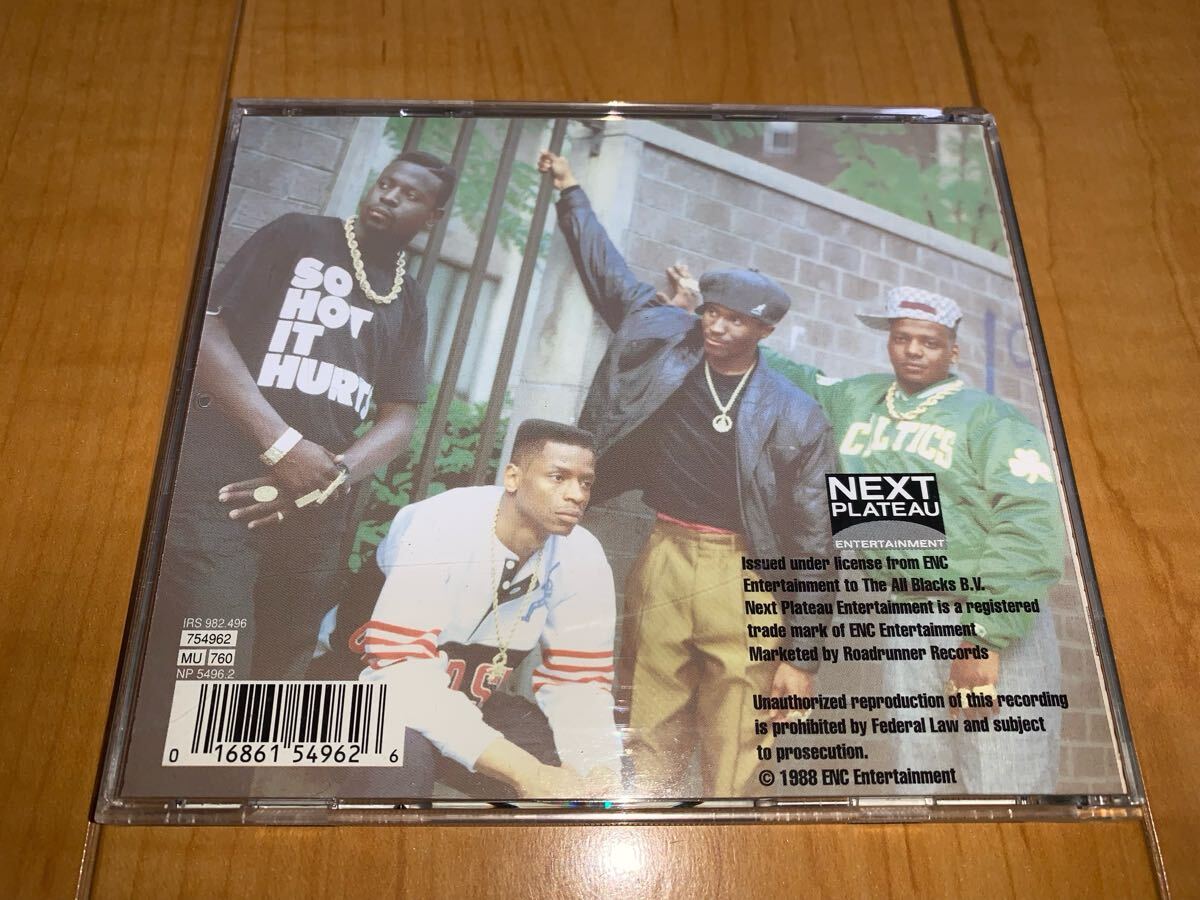 SO
HOT
IT
HURTS
CELTICS
NEXT
PLATEAU
ENTERTAINMENT
Issued under license from ENC
Entertainment to The All Blacks B.V.
Next Plateau Entertainment is a registered
trade mark of ENC Entertainment
Marketed by Roadrunner Records
Unauthorized reproduction of this recording
is prohibited by Federal Law and subject
to prosecution.
© 1988 ENC Entertainment
IRS 982.496
754962
MU 760
NP 5496.2
0 16861 54962 6